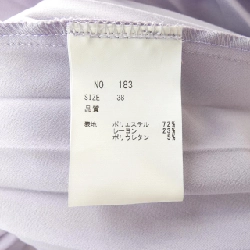 NO 183
SIZE 38
品質
表地 ポリエステル 72%
レーヨン 23%
ポリウレタン 5%